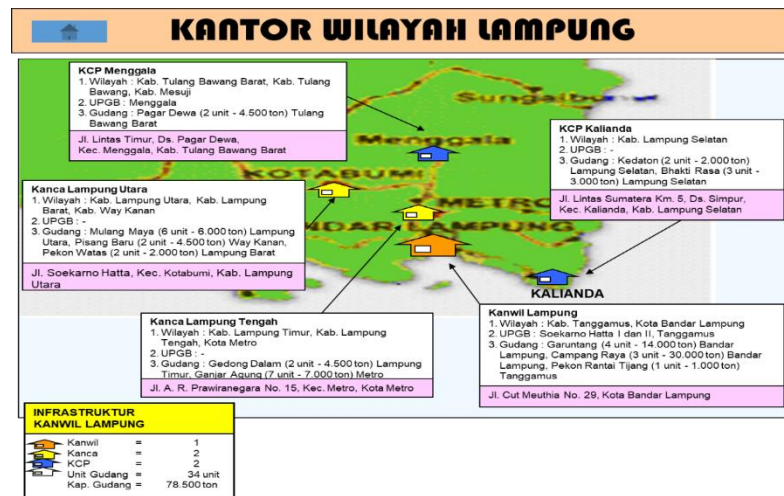 KANTOR WILAYAH LAMPUNG
KCP Menggala
1. Wilayah : Kab. Tulang Bawang Barat, Kab. Tulang
Bawang, Kab. Mesuji
2. UPGB : Menggala
3. Gudang : Pagar Dewa (2 unit - 4.500 ton) Tulang
Bawang Barat
Jl. Lintas Timur, Ds. Pagar Dewa,
Kec. Menggala, Kab. Tulang Bawang Barat
Sungai
Menggala
KCP Kalianda
1. Wilayah : Kab. Lampung Selatan
2. UPGB : -
3. Gudang : Kedaton (2 unit - 2.000 ton)
Lampung Selatan, Bhakti Rasa (3 unit -
3.000 ton) Lampung Selatan
Jl. Lintas Sumatera Km. 5, Ds. Simpur,
Kec. Kalianda, Kab. Lampung Selatan
KOTABUMI
Kanca Lampung Utara
1. Wilayah : Kab. Lampung Utara, Kab. Lampung
Barat, Kab. Way Kanan
2. UPGB : -
3. Gudang : Mulang Maya (6 unit - 6.000 ton) Lampung
Utara, Pisang Baru (2 unit - 4.500 ton) Way Kanan,
Pekon Watas (2 unit - 2.000 ton) Lampung Barat
Jl. Soekarno Hatta, Kec. Kotabumi, Kab. Lampung
Utara
METRO
NDAR LAMPUNG
KALIANDA
Kanca Lampung Tengah
1. Wilayah : Kab. Lampung Timur, Kab. Lampung
Tengah, Kota Metro
2. UPGB : -
3. Gudang : Gedong Dalam (2 unit - 4.500 ton) Lampung
Timur, Ganjar Agung (7 unit - 7.000 ton) Metro
Jl. A. R. Prawiranegara No. 15, Kec. Metro, Kota Metro
Kanwil Lampung
1. Wilayah : Kab. Tanggamus, Kota Bandar Lampung
2. UPGB : Soekarno Hatta I dan II, Tanggamus
3. Gudang : Garuntang (4 unit - 14.000 ton) Bandar
Lampung, Campang Raya (3 unit - 30.000 ton) Bandar
Lampung, Pekon Rantai Tijang (1 unit - 1.000 ton)
Tanggamus
Jl. Cut Meuthia No. 29, Kota Bandar Lampung
INFRASTRUKTUR
KANWIL LAMPUNG
Kanwil = 1
Kanca = 2
KCP = 2
Unit Gudang = 34 unit
Kap. Gudang = 78.500 ton